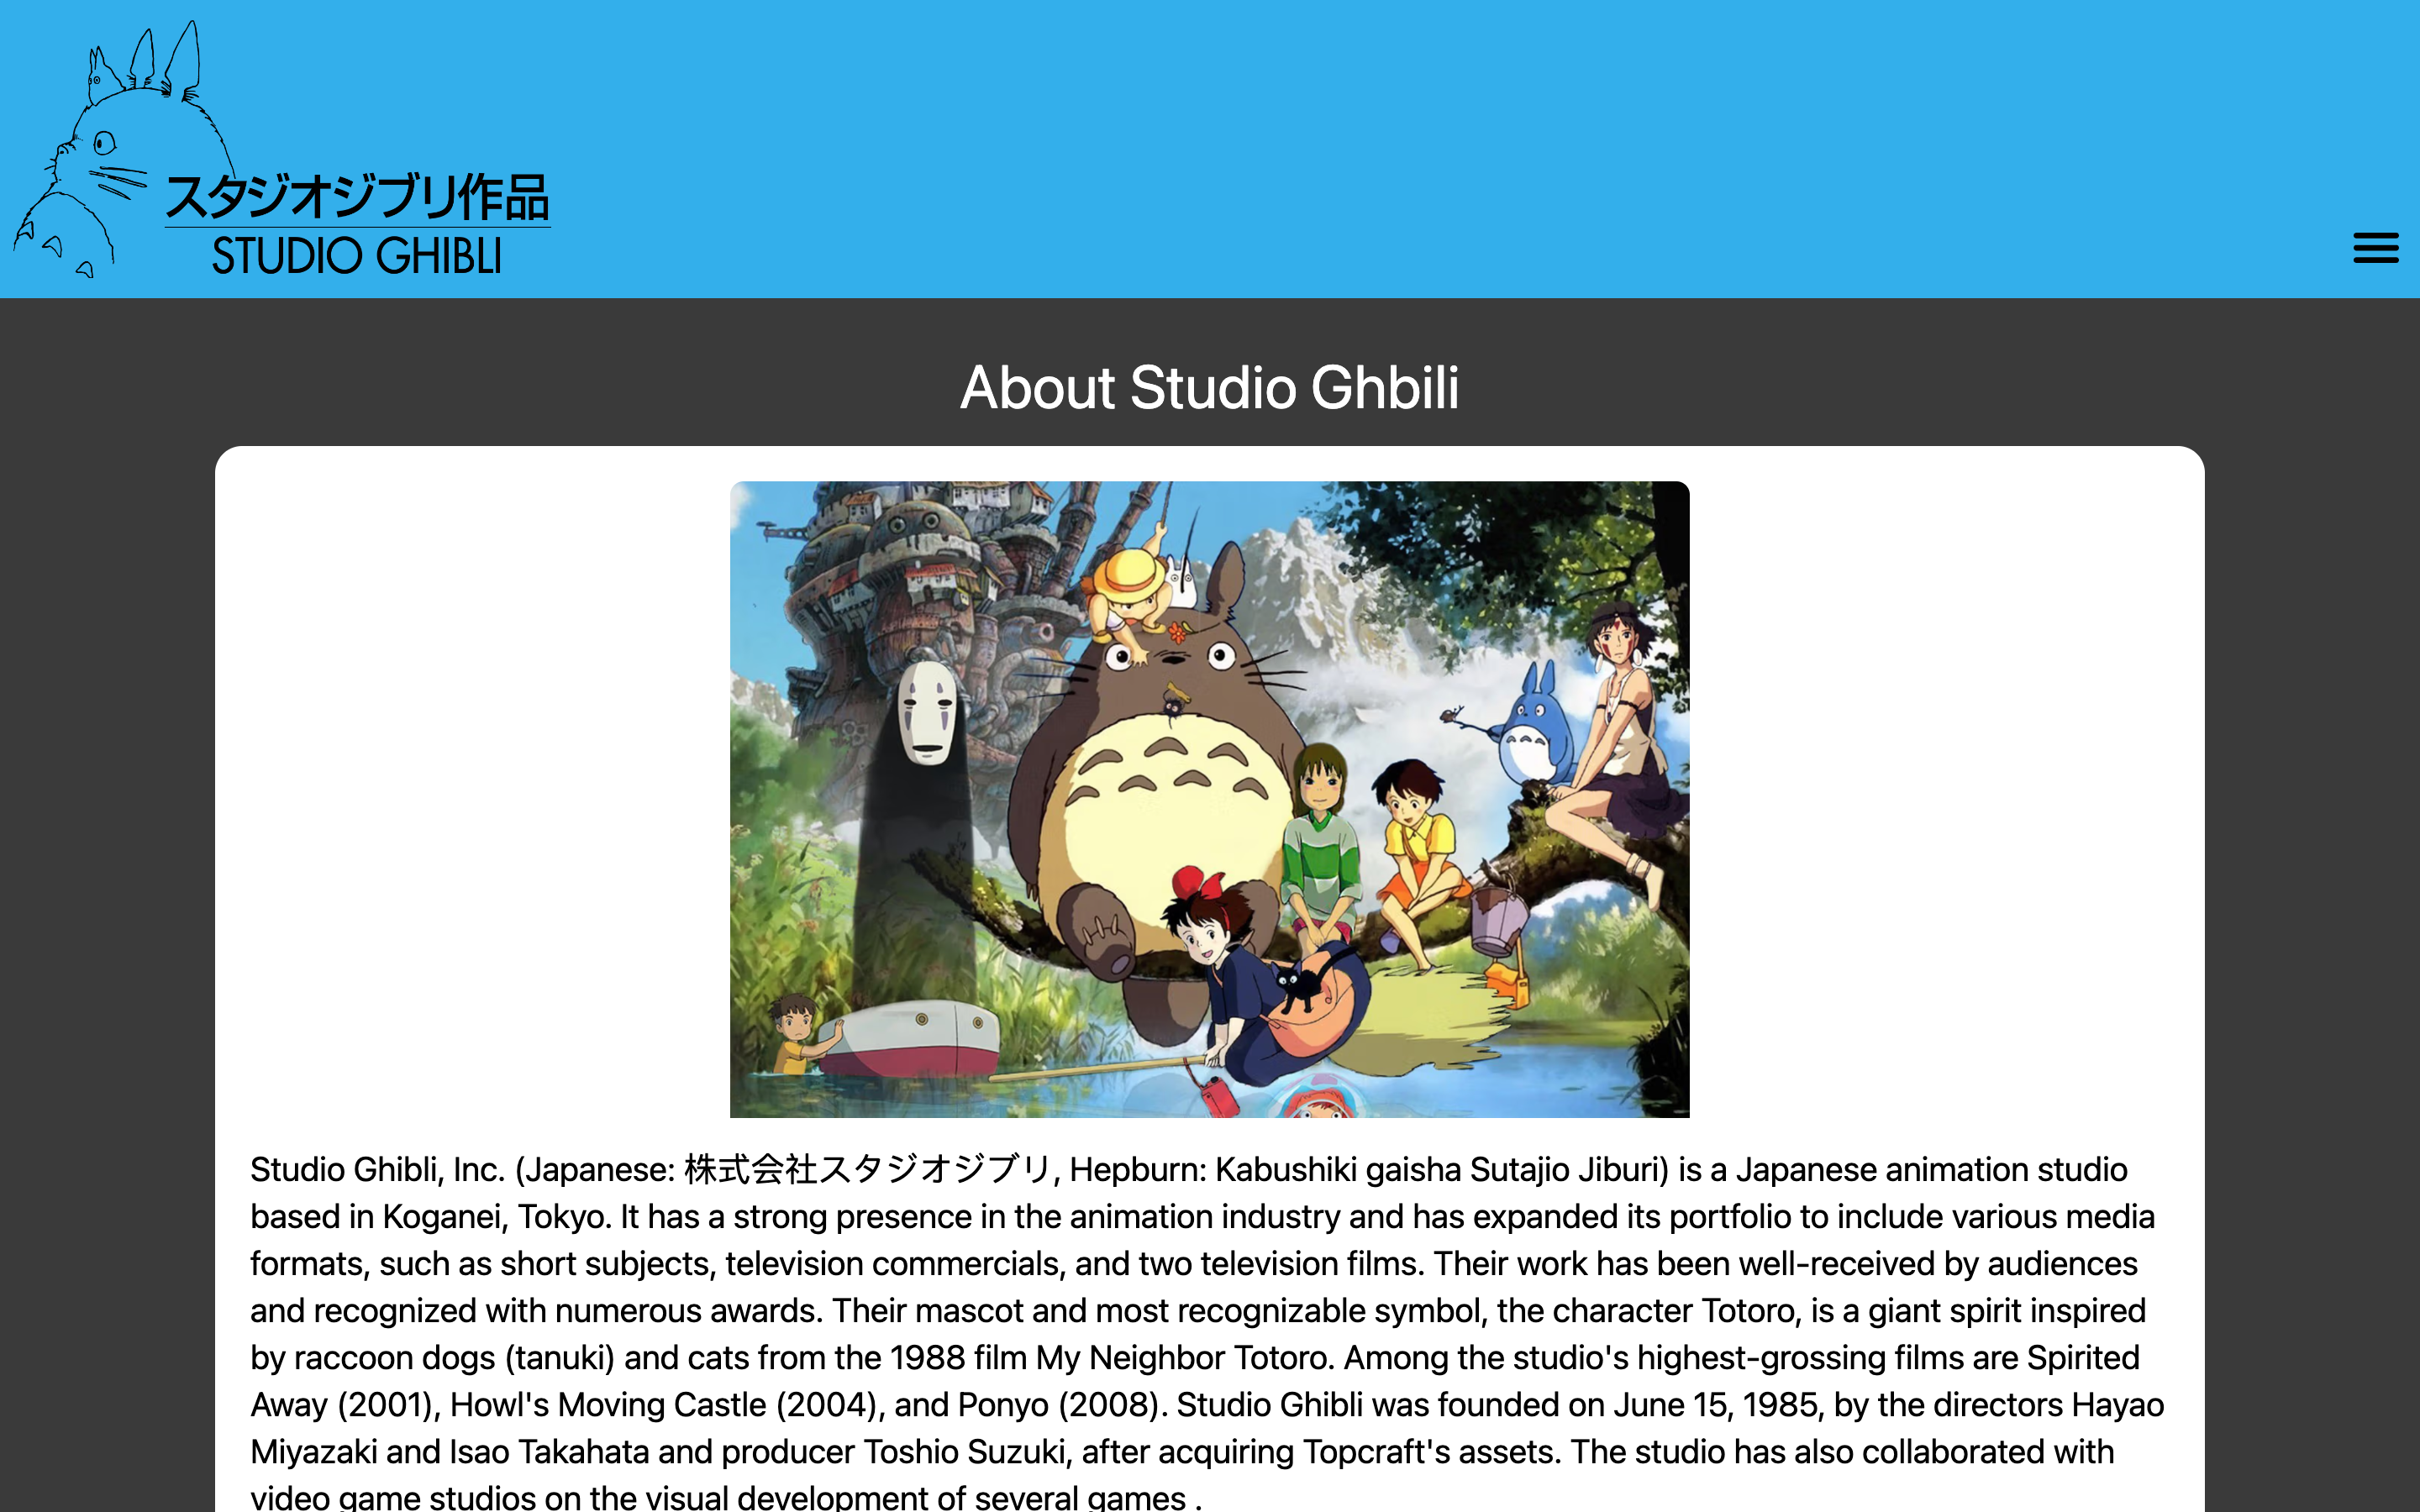 スタジオジブリ作品
STUDIO GHIBLI
About Studio Ghbili
Studio Ghibli, Inc. (Japanese: 株式会社スタジオジブリ, Hepburn: Kabushiki gaisha Sutajio Jiburi) is a Japanese animation studio
based in Koganei, Tokyo. It has a strong presence in the animation industry and has expanded its portfolio to include various media
formats, such as short subjects, television commercials, and two television films. Their work has been well-received by audiences
and recognized with numerous awards. Their mascot and most recognizable symbol, the character Totoro, is a giant spirit inspired
by raccoon dogs (tanuki) and cats from the 1988 film My Neighbor Totoro. Among the studio's highest-grossing films are Spirited
Away (2001), Howl's Moving Castle (2004), and Ponyo (2008). Studio Ghibli was founded on June 15, 1985, by the directors Hayao
Miyazaki and Isao Takahata and producer Toshio Suzuki, after acquiring Topcraft's assets. The studio has also collaborated with
video game studios on the visual development of several games .